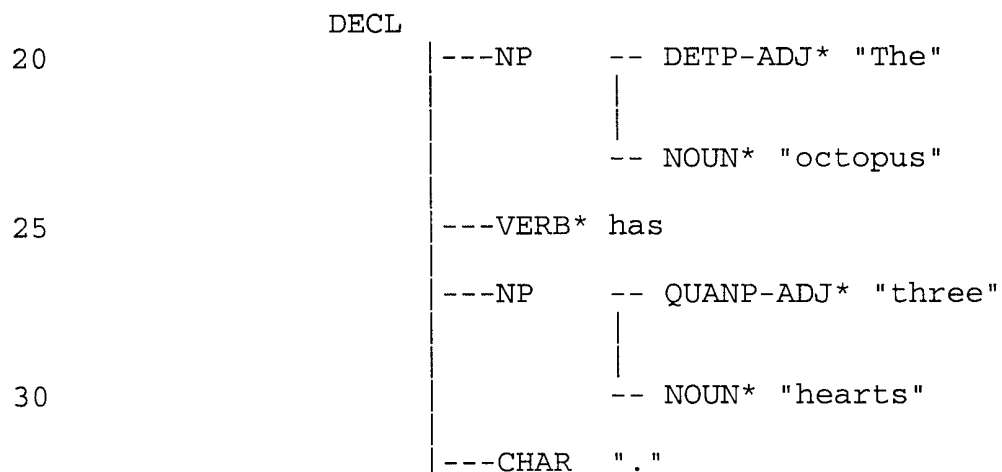 DECL
20 ---NP -- DETP-ADJ* "The"
-- NOUN* "octopus"
25 ---VERB* has
---NP -- QUANP-ADJ* "three"
30 -- NOUN* "hearts"
---CHAR "."